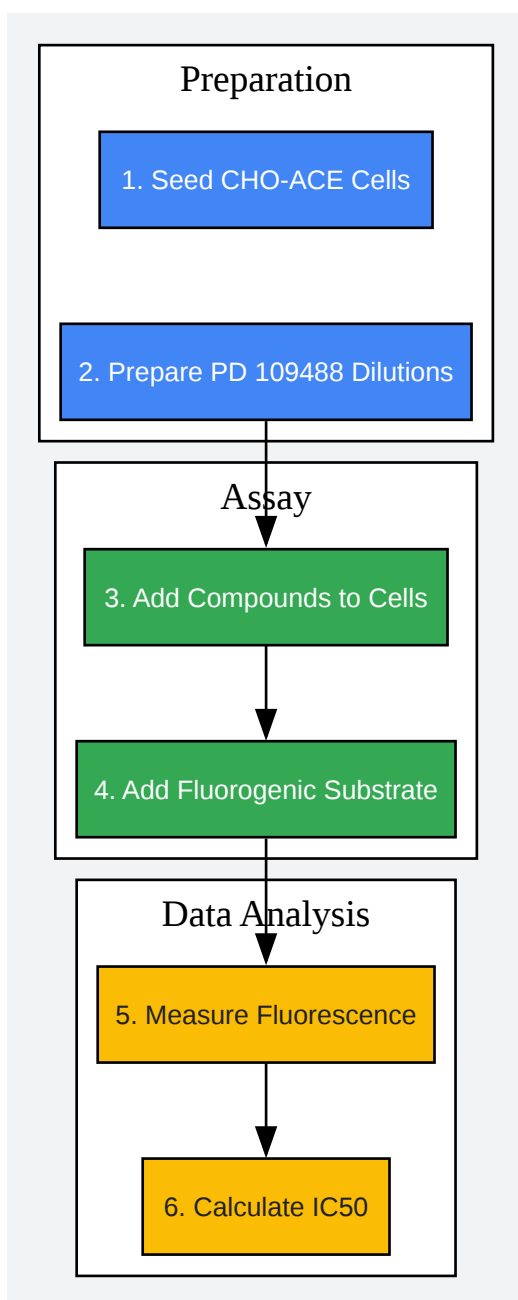 Preparation
1. Seed CHO-ACE Cells
2. Prepare PD 109488 Dilutions
Assay
3. Add Compounds to Cells
4. Add Fluorogenic Substrate
Data Analysis
5. Measure Fluorescence
6. Calculate IC50